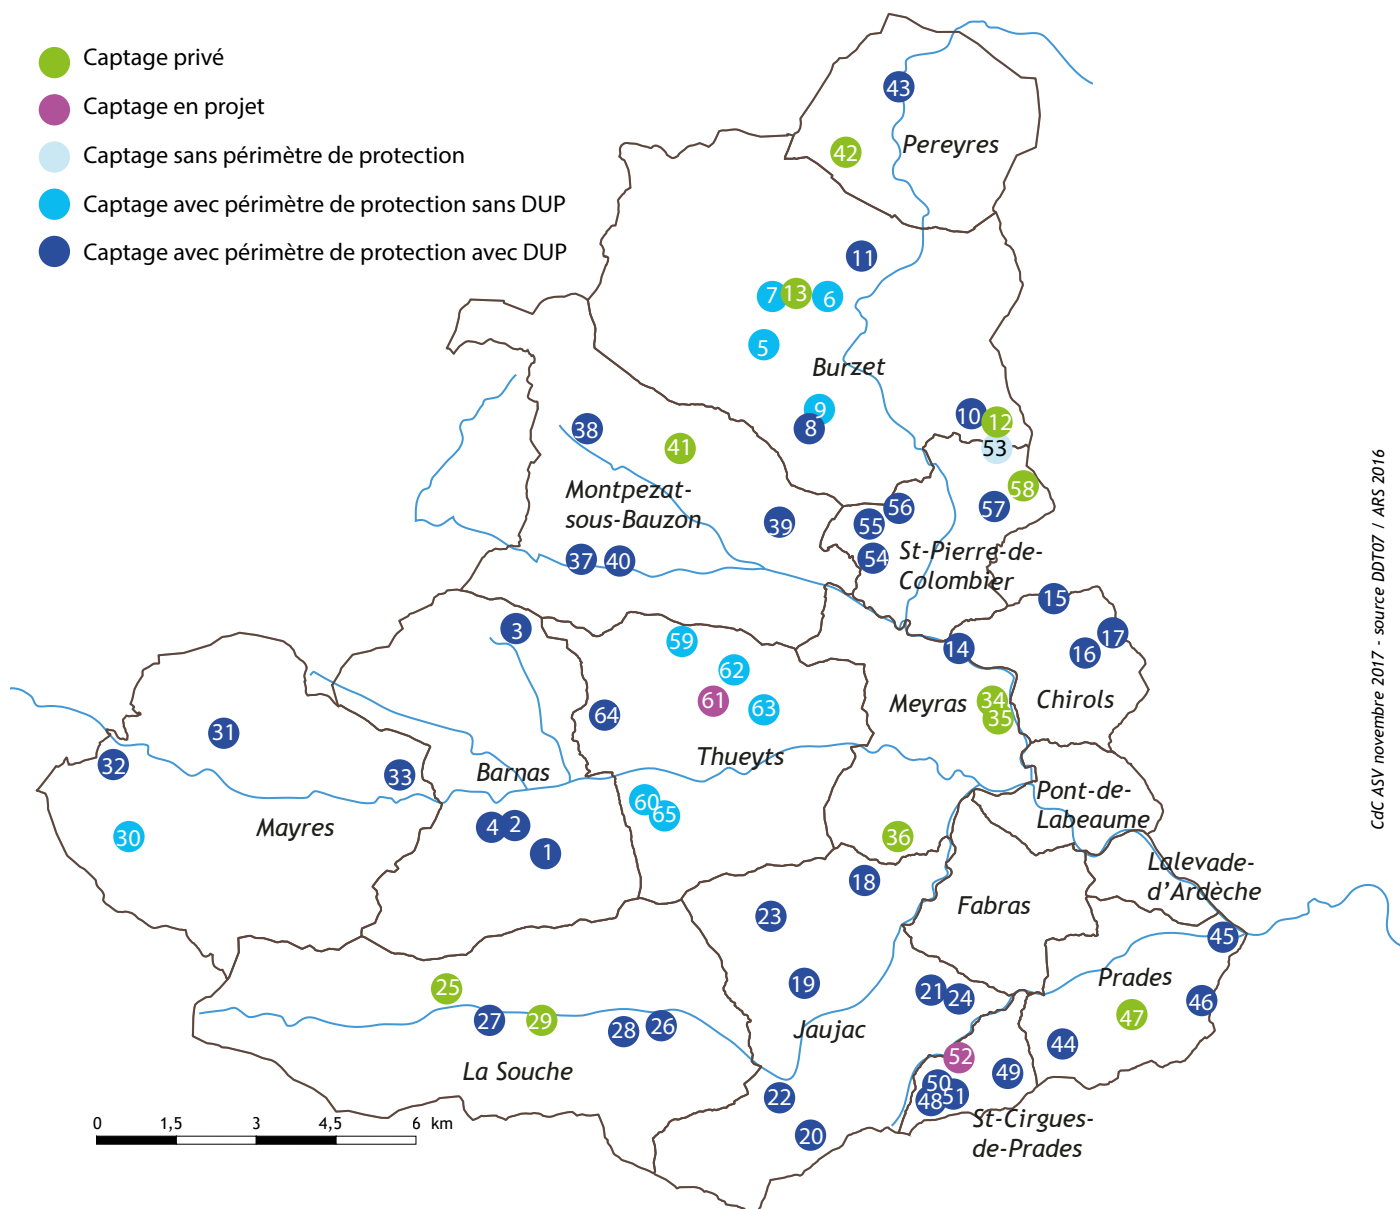 Captage privé
Captage en projet
Captage sans périmètre de protection
Captage avec périmètre de protection sans DUP
Captage avec périmètre de protection avec DUP
43
Pereyres
42
11
7
13
6
5
Burzet
9
8
10
12
53
38
41
58
Montpezat-
sous-Bauzon
57
56
55
39
54
St-Pierre-de-
Colombier
37
40
15
3
17
59
14
16
62
61
63
34
35
Meyras
Chirols
64
31
Thueyts
32
33
Barnas
Pont-de-
Labeaume
60
65
4
2
Mayres
30
36
1
Lalevade-
d'Ardèche
18
Fabras
23
45
Prades
25
19
21
24
46
47
27
29
28
26
Jaujac
44
52
La Souche
49
50
51
48
22
St-Cirgues-
de-Prades
20
0
1,5
3
4,5
6
km
CdC ASV novembre 2017 - source DDT07 / ARS 2016